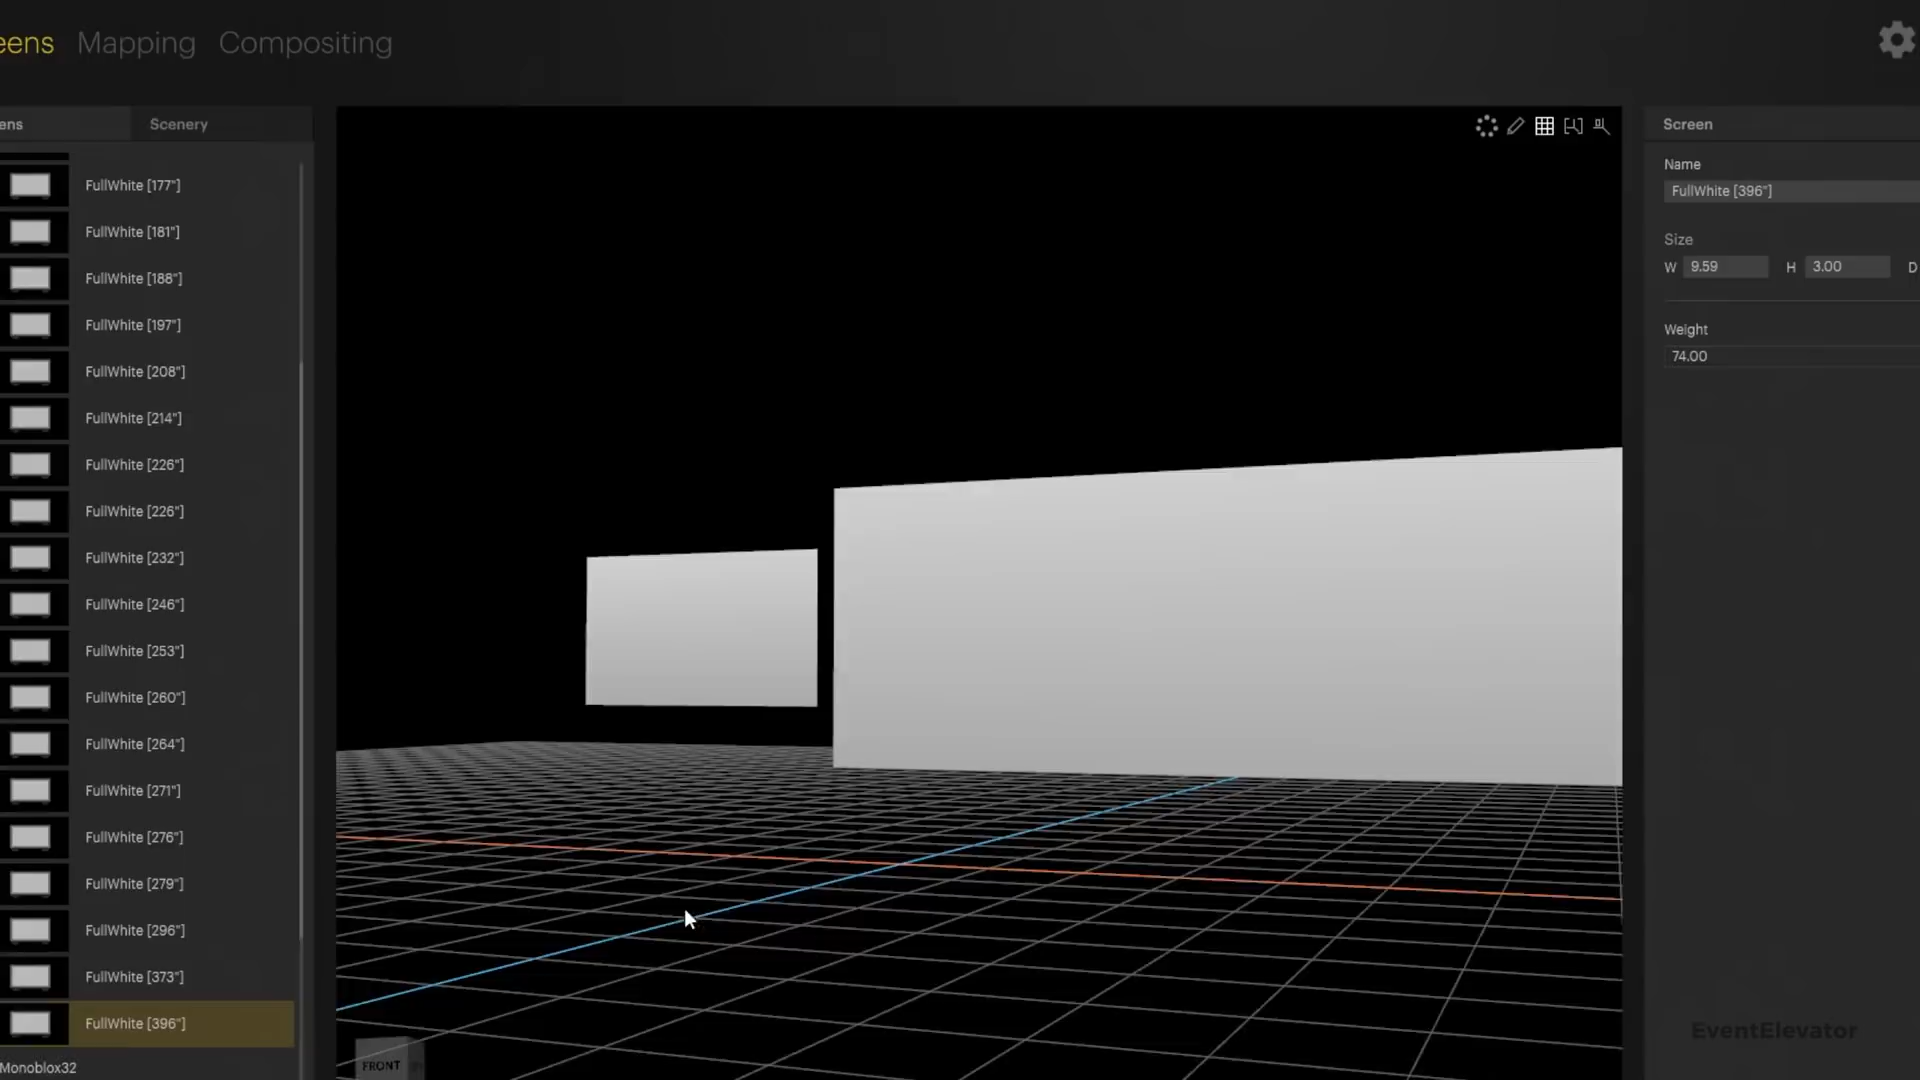 eens Mapping Compositing
ens Scenery
FullWhite [177"]
FullWhite [181"]
FullWhite [188"]
FullWhite [197"]
FullWhite [208"]
FullWhite [214"]
FullWhite [226"]
FullWhite [226"]
FullWhite [232"]
FullWhite [246"]
FullWhite [253"]
FullWhite [260"]
FullWhite [264"]
FullWhite [271"]
FullWhite [276"]
FullWhite [279"]
FullWhite [296"]
FullWhite [373"]
FullWhite [396"]
Monoblox32
FRONT
Screen
Name
FullWhite [396"]
Size
W 9.59 H 3.00 D
Weight
74.00
EventElevator